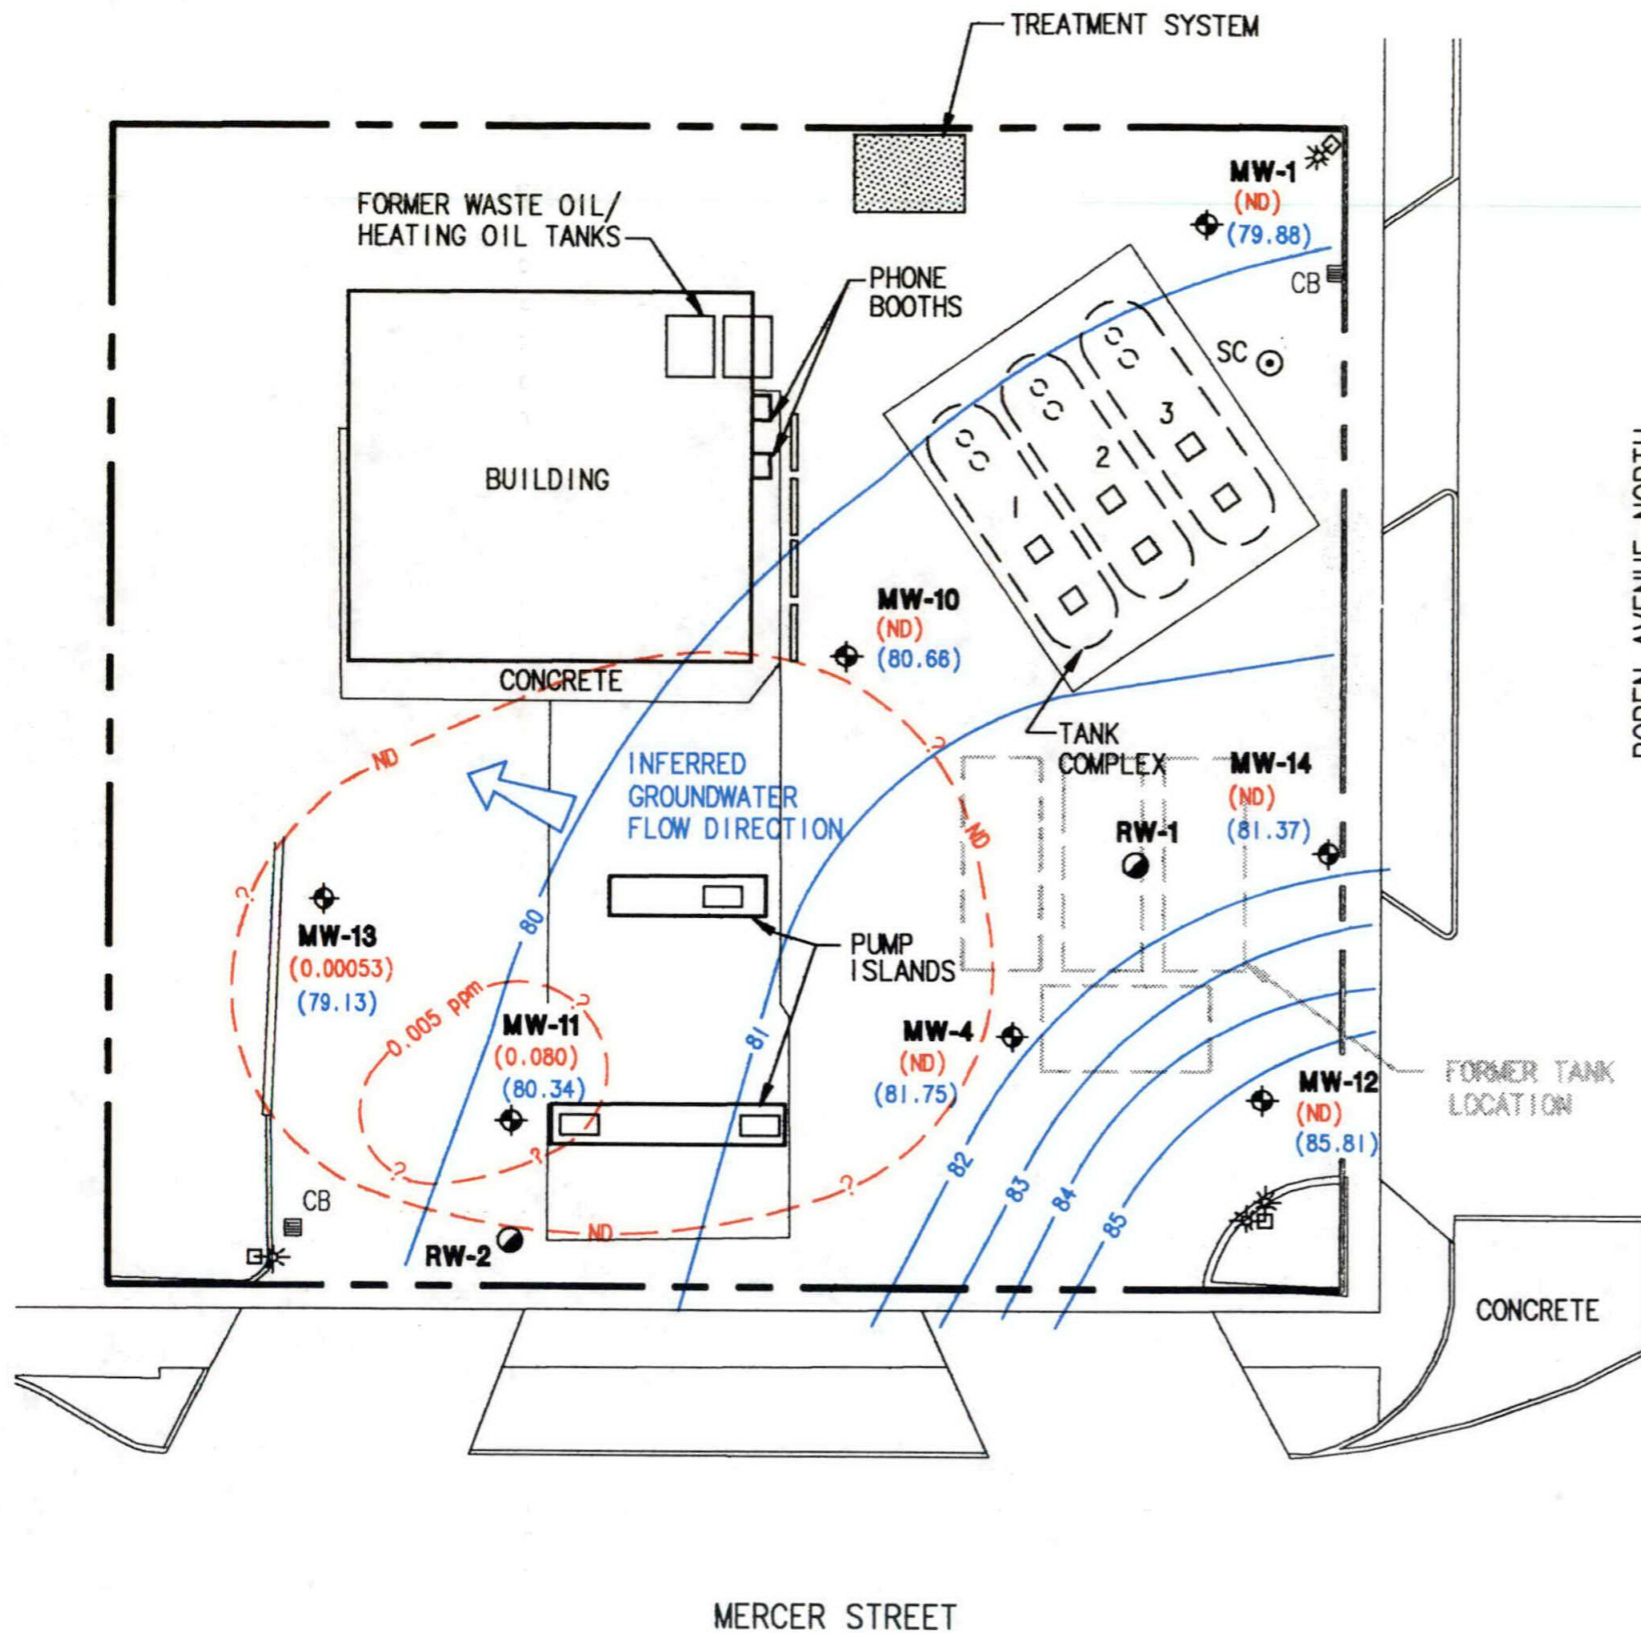 TREATMENT SYSTEM
MW-1
(ND)
(79.88)
FORMER WASTE OIL/
HEATING OIL TANKS
PHONE
BOOTHS
CB
SC
3
2
1
BUILDING
MW-10
(ND)
(80.66)
CONCRETE
TANK
COMPLEX
ND
?
INFERRED
GROUNDWATER
FLOW DIRECTION
MW-14
(ND)
(81.37)
RW-1
ND
?
80
MW-13
(0.00053)
(79.13)
PUMP
ISLANDS
0.005 ppm
?
MW-11
(0.080)
(80.34)
81
MW-4
(ND)
(81.75)
FORMER TANK
LOCATION
MW-12
(ND)
(85.81)
?
?
?
82
83
84
85
CB
RW-2
ND
CONCRETE
AVENUE NORTH
MERCER STREET